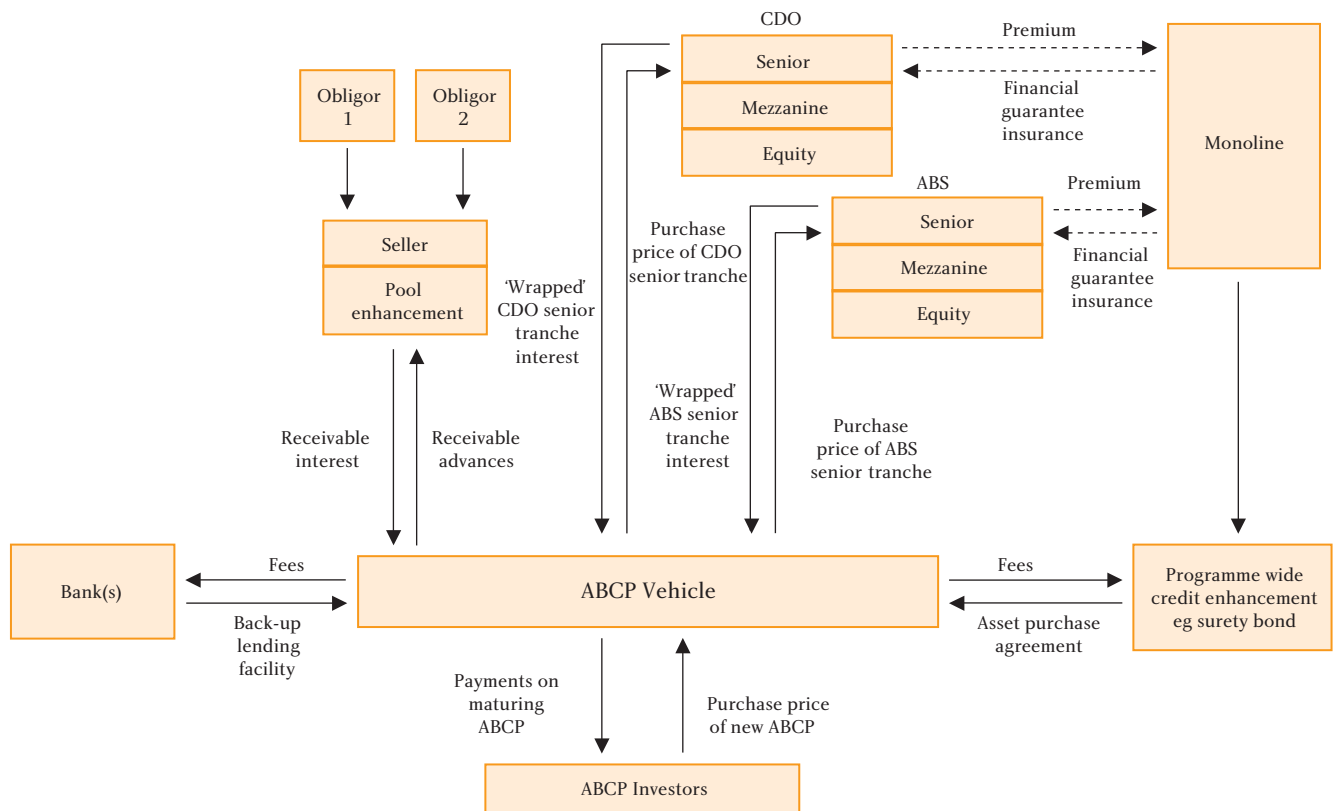 CDO
Senior
Mezzanine
Equity
Premium
Financial
guarantee
insurance
Monoline
Obligor
1
Obligor
2
ABS
Senior
Mezzanine
Equity
Premium
Financial
guarantee
insurance
Seller
Pool
enhancement
‘Wrapped’
CDO senior
tranche
interest
Purchase
price of CDO
senior tranche
‘Wrapped’
ABS senior
tranche
interest
Purchase
price of ABS
senior tranche
Receivable
interest
Receivable
advances
Bank(s)
Fees
Back-up
lending
facility
ABCP Vehicle
Fees
Asset purchase
agreement
Programme wide
credit enhancement
eg surety bond
Payments on
maturing
ABCP
Purchase price
of new ABCP
ABCP Investors